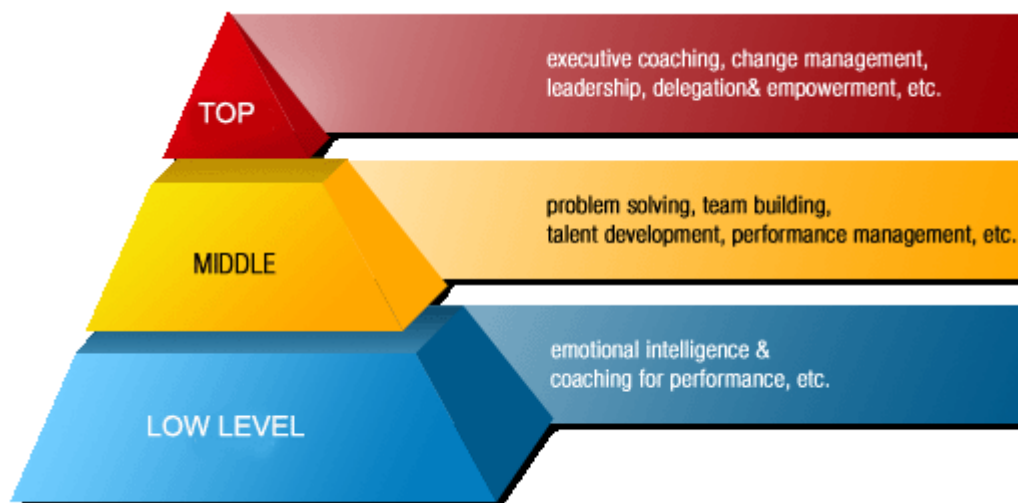 TOP
executive coaching, change management,
leadership, delegation& empowerment, etc.
MIDDLE
problem solving, team building,
talent development, performance management, etc.
LOW LEVEL
emotional intelligence &
coaching for performance, etc.